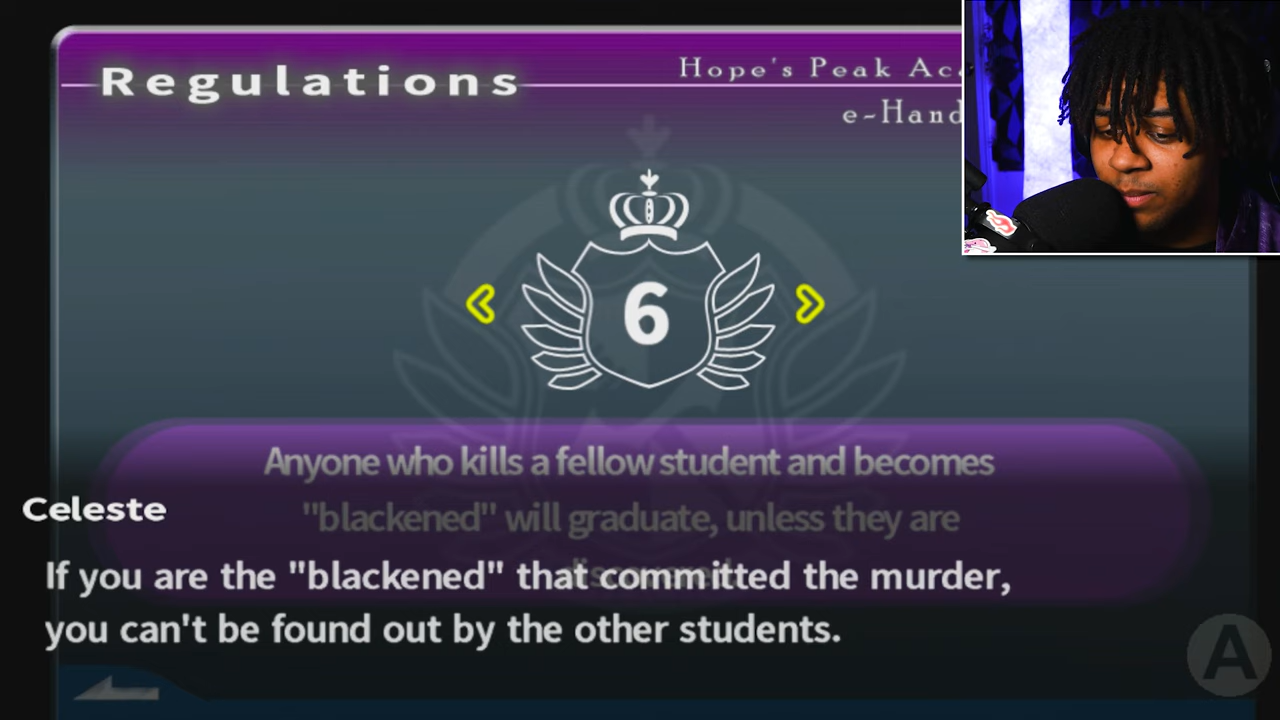 Regulations
Hope's Peak Aca
e-Hand
6
Anyone who kills a fellow student and becomes
"blackened" will graduate, unless they are
Celeste
If you are the "blackened" that committed the murder,
you can't be found out by the other students.
A